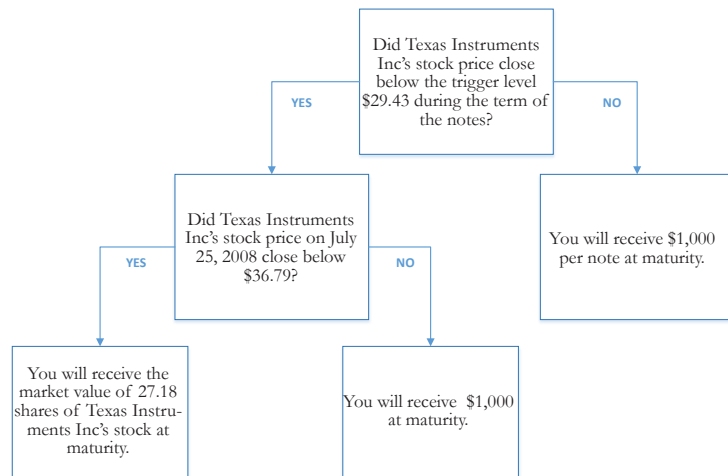 Did Texas Instruments
Inc's stock price close
below the trigger level
$29.43 during the term of
the notes?
YES
NO
Did Texas Instruments
Inc's stock price on July
25, 2008 close below
$36.79?
You will receive $1,000
per note at maturity.
YES
NO
You will receive the
market value of 27.18
shares of Texas Instru-
ments Inc's stock at
maturity.
You will receive $1,000
at maturity.